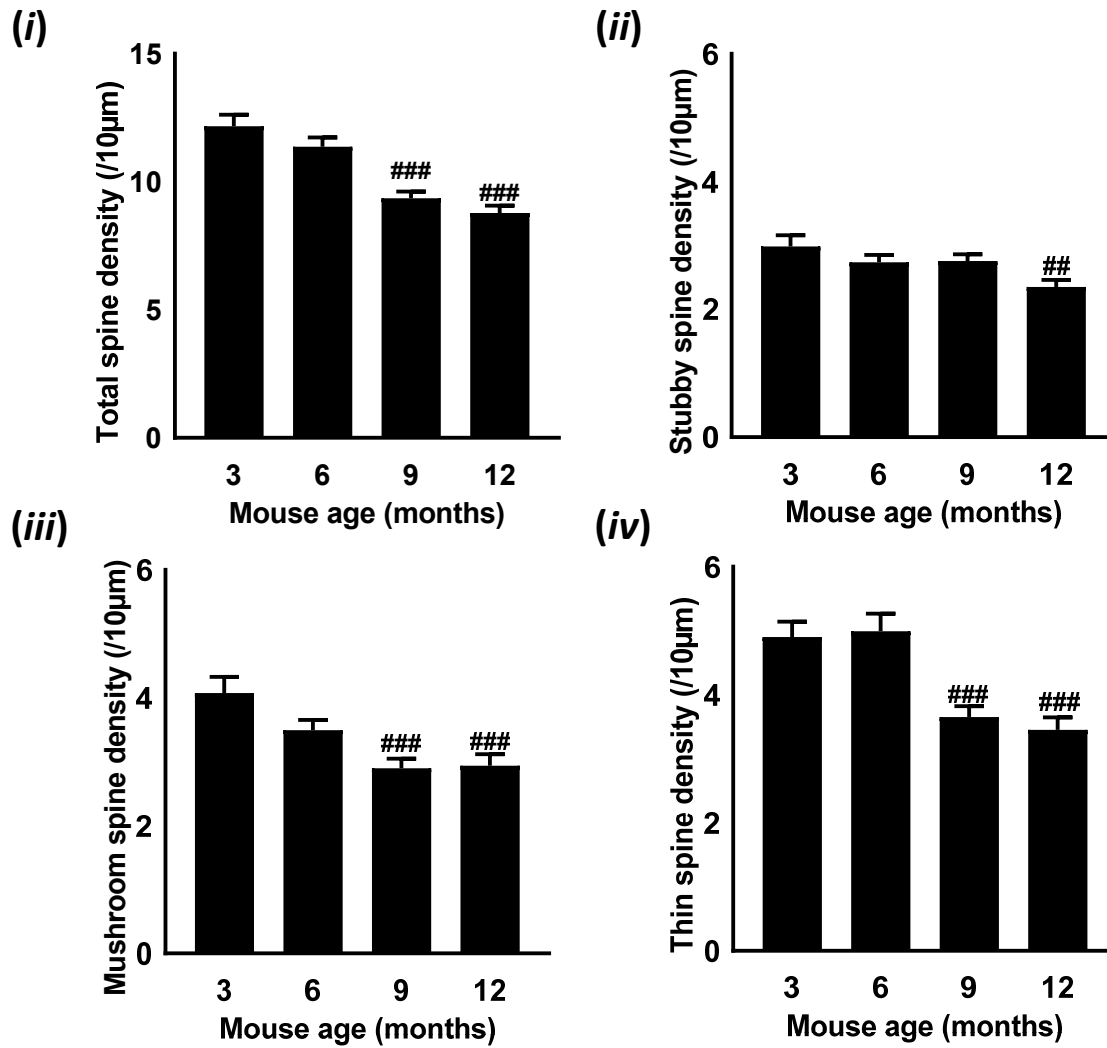 (i)
Total spine density (/10µm)
15
10
5
0
###
###
3 6 9 12
Mouse age (months)
(ii)
Stubby spine density (/10µm)
6
4
2
0
##
3 6 9 12
Mouse age (months)
(iii)
Mushroom spine density (/10µm)
6
4
2
0
###
###
3 6 9 12
Mouse age (months)
(iv)
Thin spine density (/10µm)
6
4
2
0
###
###
3 6 9 12
Mouse age (months)